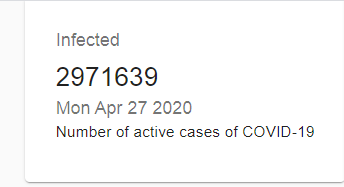 Infected
2971639
Mon Apr 27 2020
Number of active cases of COVID-19